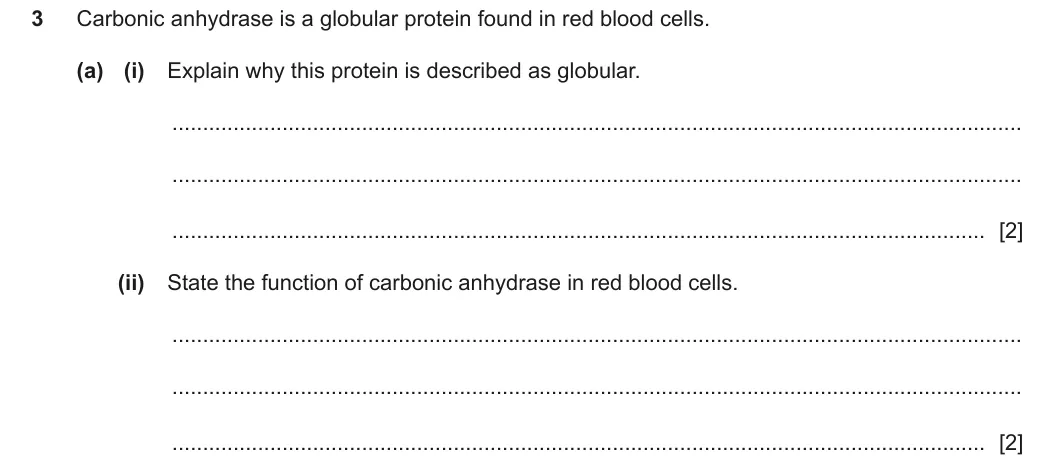 3 Carbonic anhydrase is a globular protein found in red blood cells.
(a) (i) Explain why this protein is described as globular.
..........................................................................................................................................
..........................................................................................................................................
.................................................................................................................................... [2]
(ii) State the function of carbonic anhydrase in red blood cells.
..........................................................................................................................................
..........................................................................................................................................
.................................................................................................................................... [2]